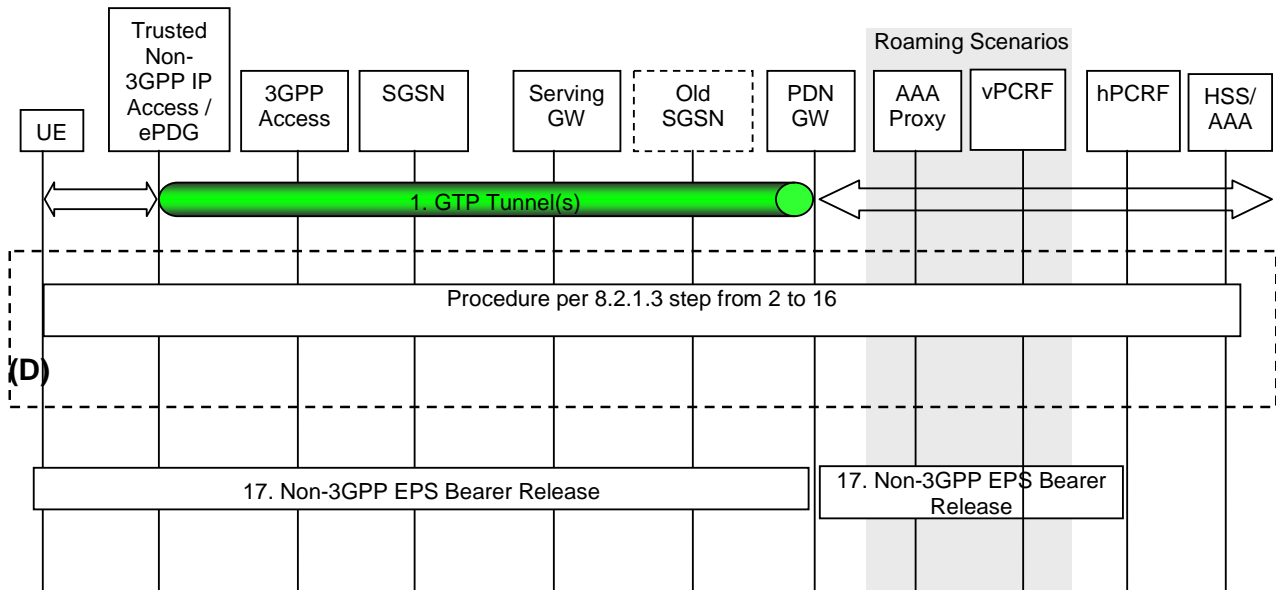 Roaming Scenarios
Trusted
Non-
3GPP IP
Access /
ePDG
UE
3GPP
Access
SGSN
Serving
GW
Old
SGSN
PDN
GW
AAA
Proxy
vPCRF
hPCRF
HSS/
AAA
1. GTP Tunnel(s)
Procedure per 8.2.1.3 step from 2 to 16
(D)
17. Non-3GPP EPS Bearer Release
17. Non-3GPP EPS Bearer
Release